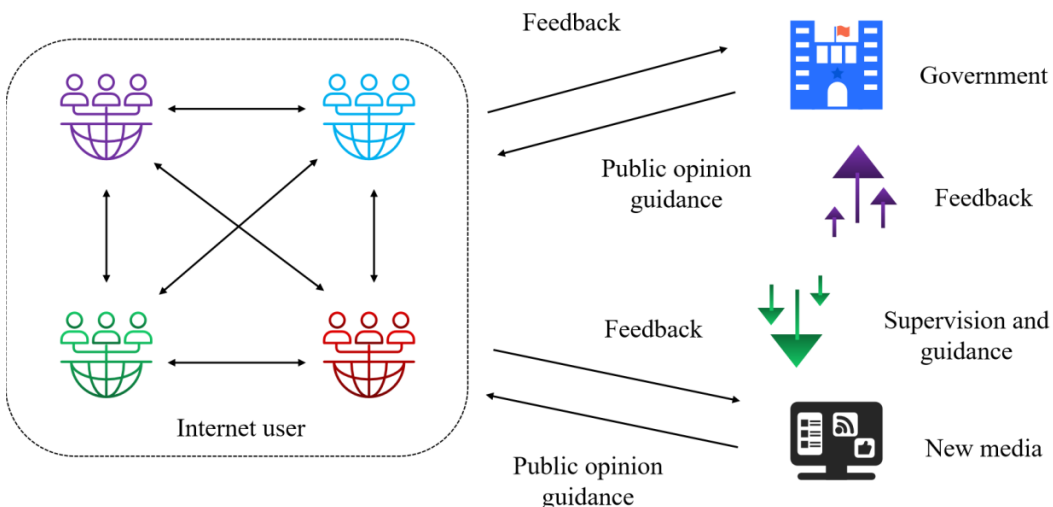 Feedback
Government
Public opinion
guidance
Feedback
Supervision and
guidance
Feedback
New media
Internet user
Public opinion
guidance